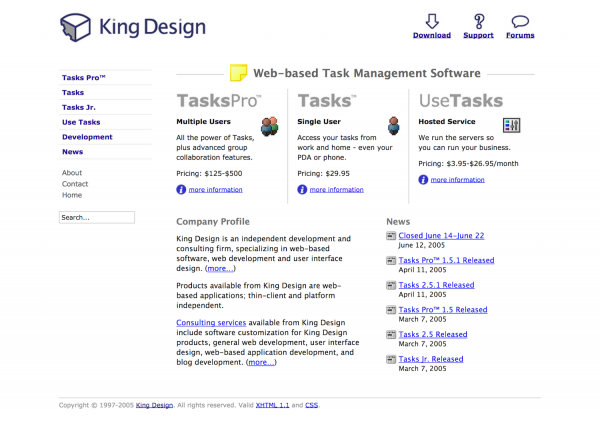 King Design
Download
Support
Forums
Tasks Pro™
Tasks
Tasks Jr.
Use Tasks
Development
News
About
Contact
Home
Search...
Web-based Task Management Software
TasksPro™
Multiple Users
All the power of Tasks,
plus advanced group
collaboration features.
Pricing: $125-$500
i more information
Tasks™
Single User
Access your tasks from
work and home - even your
PDA or phone.
Pricing: $29.95
i more information
UseTasks
Hosted Service
We run the servers so
you can run your business.
Pricing: $3.95-$26.95/month
i more information
Company Profile
King Design is an independent development and
consulting firm, specializing in web-based
software, web development and user interface
design. (more...)
Products available from King Design are web-
based applications; thin-client and platform
independent.
Consulting services available from King Design
include software customization for King Design
products, general web development, user interface
design, web-based application development, and
blog development. (more...)
News
Closed June 14-June 22
June 12, 2005
Tasks Pro™ 1.5.1 Released
April 11, 2005
Tasks 2.5.1 Released
April 11, 2005
Tasks Pro™ 1.5 Released
March 7, 2005
Tasks 2.5 Released
March 7, 2005
Tasks Jr. Released
March 7, 2005
Copyright © 1997-2005 King Design. All rights reserved. Valid XHTML 1.1 and CSS.